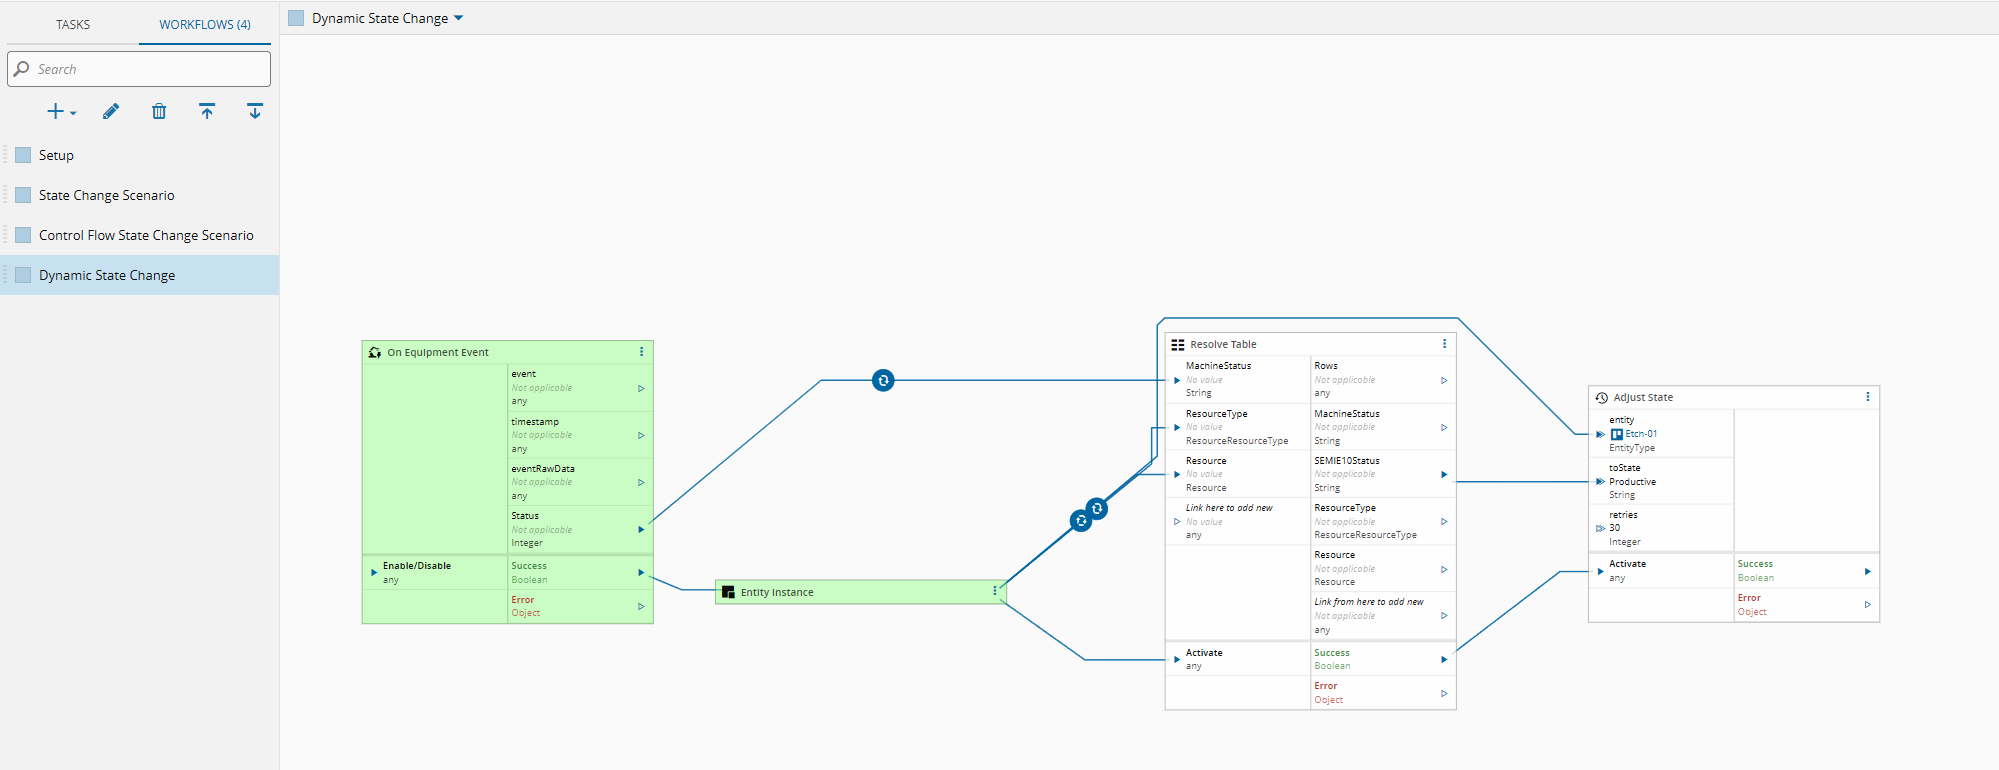 TASKS
WORKFLOWS (4)
Search
Setup
State Change Scenario
Control Flow State Change Scenario
Dynamic State Change
Dynamic State Change
On Equipment Event
event
Not applicable
any
timestamp
Not applicable
any
eventRawData
Not applicable
any
Status
Not applicable
Integer
Enable/Disable
any
Success
Boolean
Error
Object
Entity Instance
Resolve Table
MachineStatus
No value
String
ResourceType
No value
ResourceResourceType
Resource
No value
Resource
Link here to add new
No value
any
Rows
Not applicable
any
MachineStatus
Not applicable
String
SEMIE10Status
Not applicable
String
ResourceType
Not applicable
ResourceResourceType
Resource
Not applicable
Resource
Link from here to add new
Not applicable
any
Activate
any
Success
Boolean
Error
Object
Adjust State
entity
Etch-01
EntityType
toState
Productive
String
retries
30
Integer
Activate
any
Success
Boolean
Error
Object